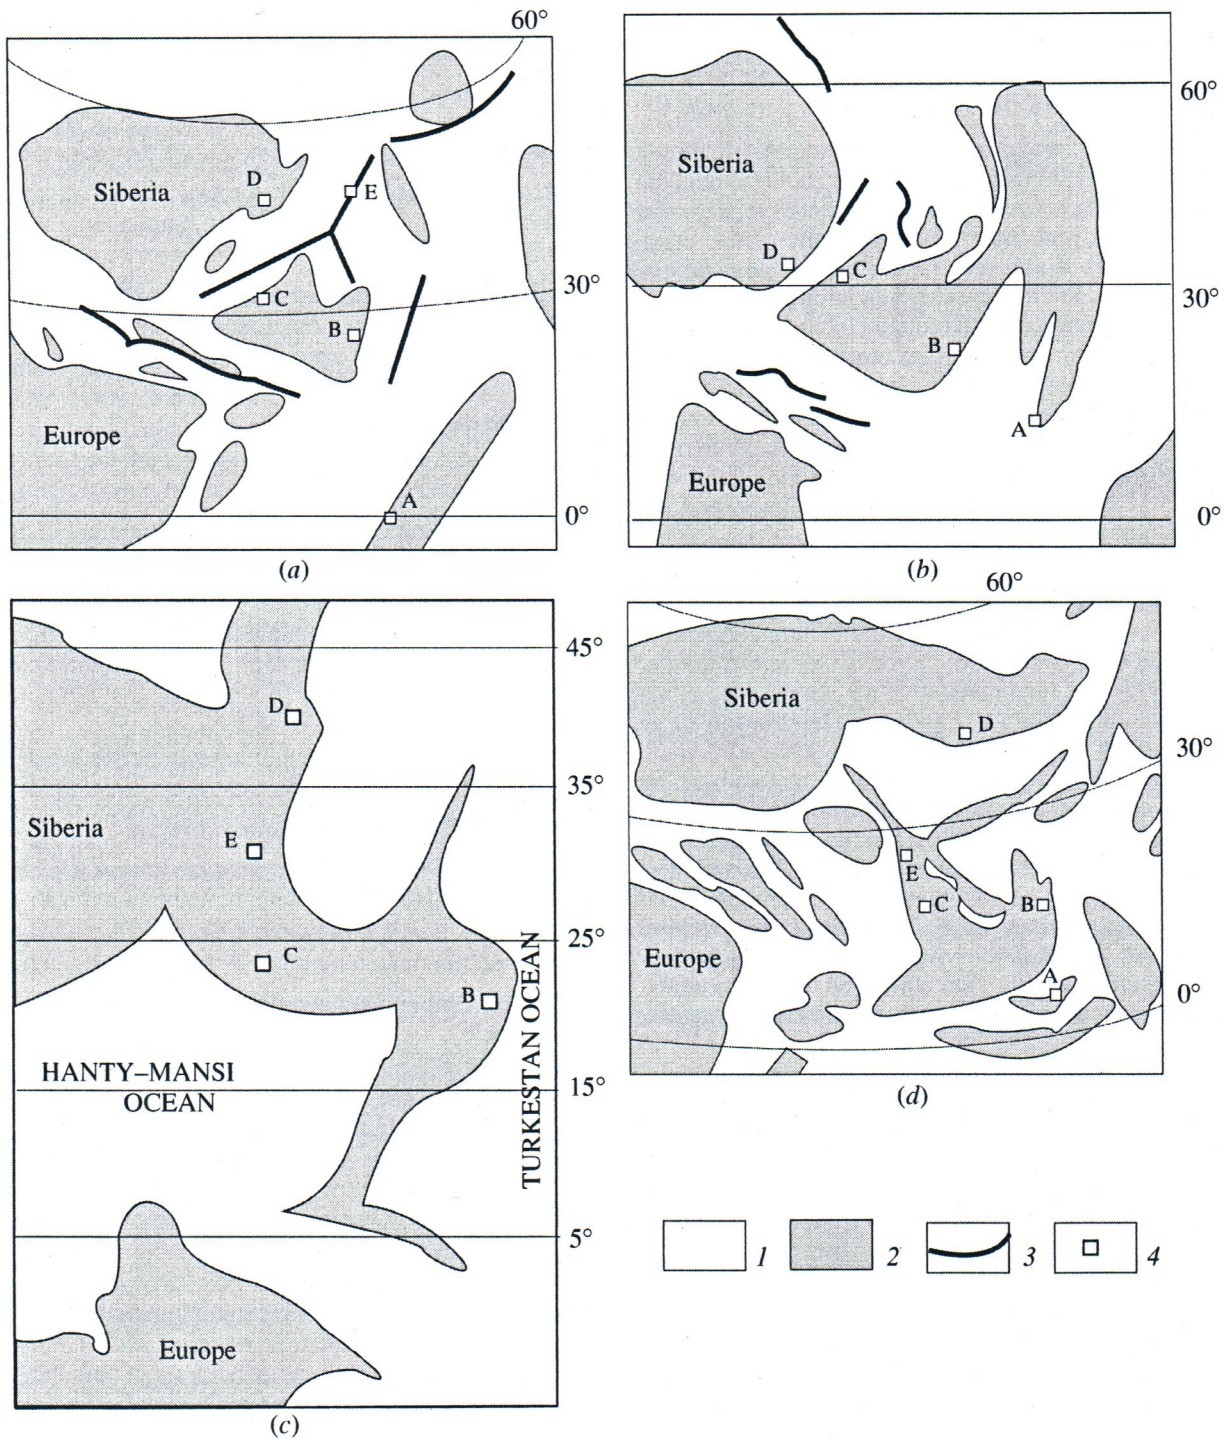 60°
Siberia
D
E
C
B
30°
Europe
A
0°
(a)
60°
Siberia
D
C
30°
B
A
Europe
0°
(b)
45°
D
35°
Siberia
E
25°
C
B
TURKESTAN OCEAN
HANTY–MANSI
OCEAN
15°
5°
Europe
(c)
60°
Siberia
D
30°
E
C
B
Europe
A
0°
(d)
1
2
3
4